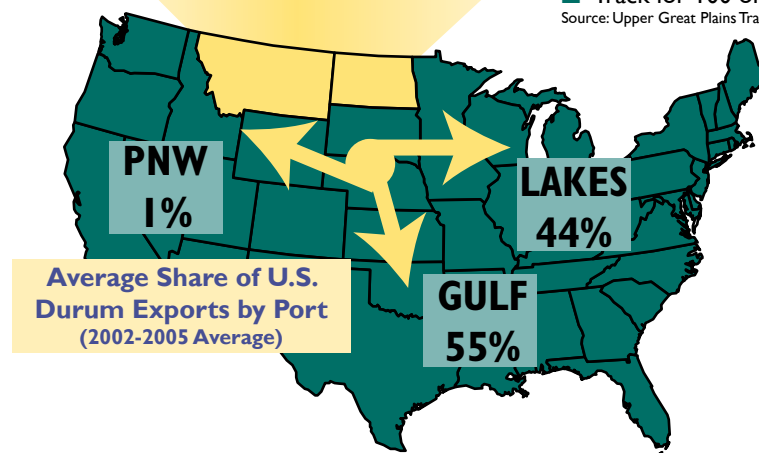 Source: Upper Great Plains
PNW
1%
LAKES
44%
Average Share of U.S.
Durum Exports by Port
(2002-2005 Average)
GULF
55%